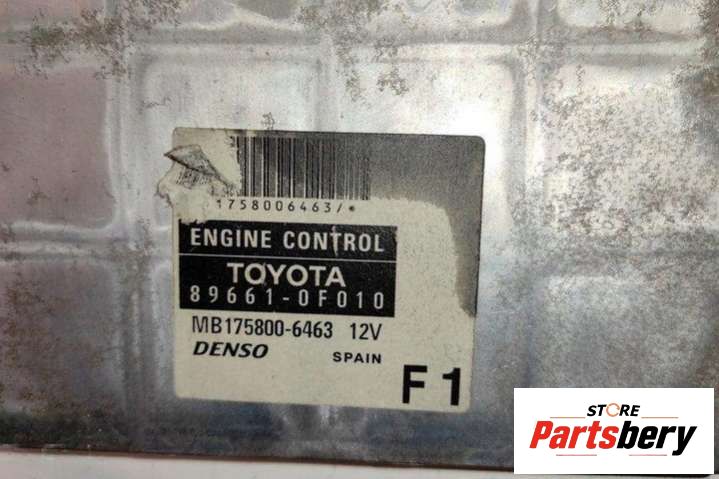 1758006463/*
ENGINE CONTROL
TOYOTA
89661-0F010
MB175800-6463 12V
DENSO SPAIN
F1
STORE
Partsbery